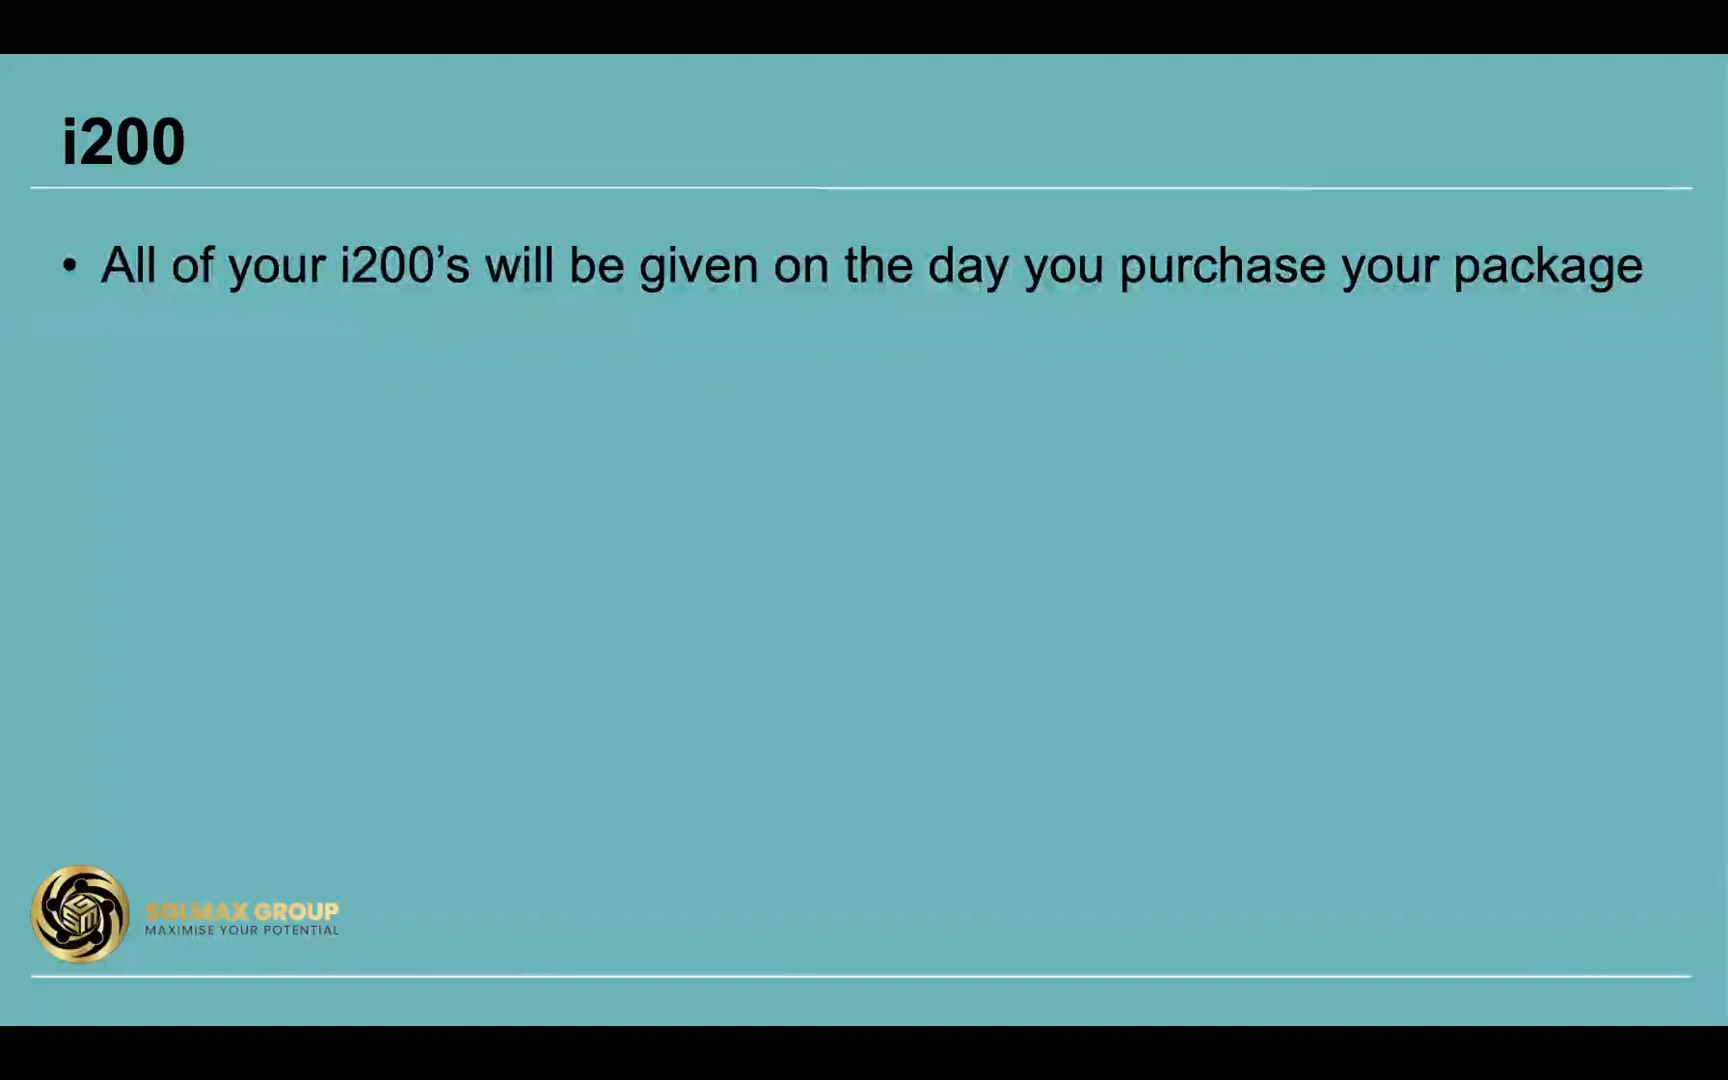 i200
• All of your i200’s will be given on the day you purchase your package
SOLMAX GROUP
MAXIMISE YOUR POTENTIAL